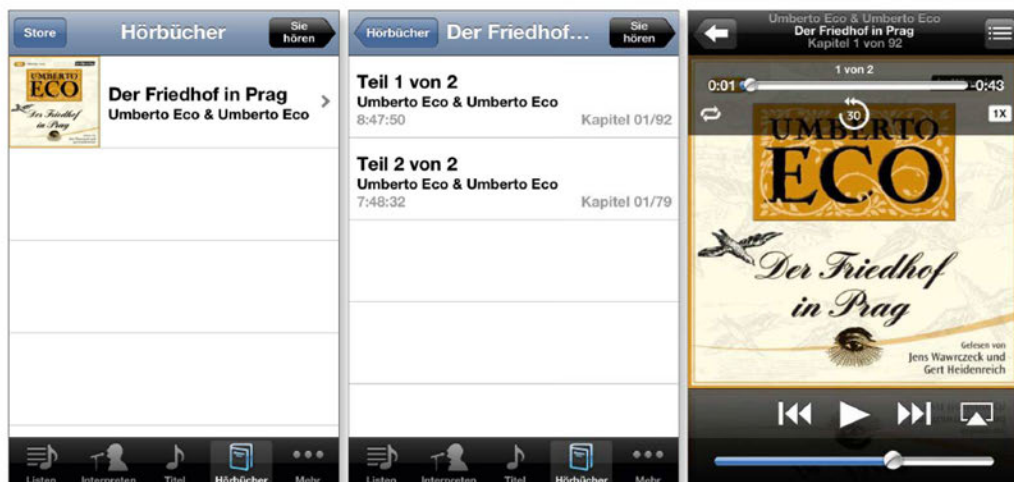 Store
Hörbücher
Sie
hören
UMBERTO
ECO
Der Friedhof
in Prag
Der Friedhof in Prag
Umberto Eco & Umberto Eco
Listen
Interpreten
Titel
Hörbücher
Mehr
Hörbücher
Der Friedhof…
Sie
hören
Teil 1 von 2
Umberto Eco & Umberto Eco
8:47:50
Kapitel 01/92
Teil 2 von 2
Umberto Eco & Umberto Eco
7:48:32
Kapitel 01/79
Listen
Interpreten
Titel
Hörbücher
Mehr
Umberto Eco & Umberto Eco
Der Friedhof in Prag
Kapitel 1 von 92
1 von 2
0:01
-0:43
30
1X
UMBERTO
ECO
Der Friedhof
in Prag
Gelesen von
Jens Wawrczeck und
Gert Heidenreich